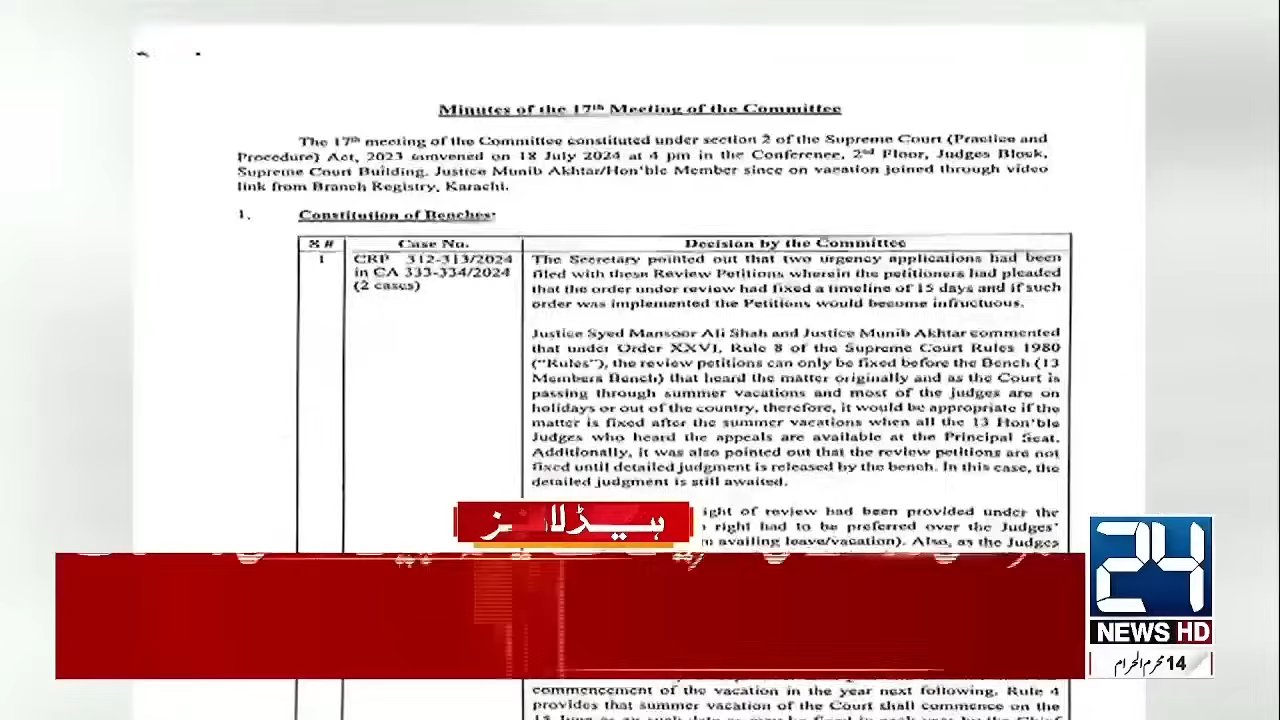 Minutes of the 17th Meeting of the Committee
The 17th meeting of the Committee constituted under section 2 of the Supreme Court (Practice and
Procedure) Act, 2023 convened on 18 July 2024 at 4 pm in the Conference, 2nd Floor, Judges Block,
Supreme Court Building. Justice Munib Akhtar/Hon'ble Member since on vacation joined through video
link from Branch Registry, Karachi.
1. Constitution of Benches:
S # Case No. Decision by the Committee
1 CRP 312-313/2024
in CA 333-334/2024
(2 cases)
The Secretary pointed out that two urgency applications had been
filed with these Review Petitions wherein the petitioners had pleaded
that the order under review had fixed a timeline of 15 days and if such
order was implemented the Petitions would become infructuous.
Justice Syed Mansoor Ali Shah and Justice Munib Akhtar commented
that under Order XXVI, Rule 8 of the Supreme Court Rules 1980
("Rules"), the review petitions can only be fixed before the Bench (13
Members Bench) that heard the matter originally and as the Court is
passing through summer vacations and most of the judges are on
holidays or out of the country, therefore, it would be appropriate if the
matter is fixed after the summer vacations when all the 13 Hon'ble
Judges who heard the appeals are available at the Principal Seat.
Additionally, it was also pointed out that the review petitions are not
fixed until detailed judgment is released by the bench. In this case, the
detailed judgment is still awaited.
ight of review had been provided under the
right had to be preferred over the Judges'
availing leave/vacation). Also, as the Judges
ہیڈلائنز
24
NEWS HD
14 محرم الحرام
commencement of the vacation in the year next following. Rule 4
provides that summer vacation of the Court shall commence on the